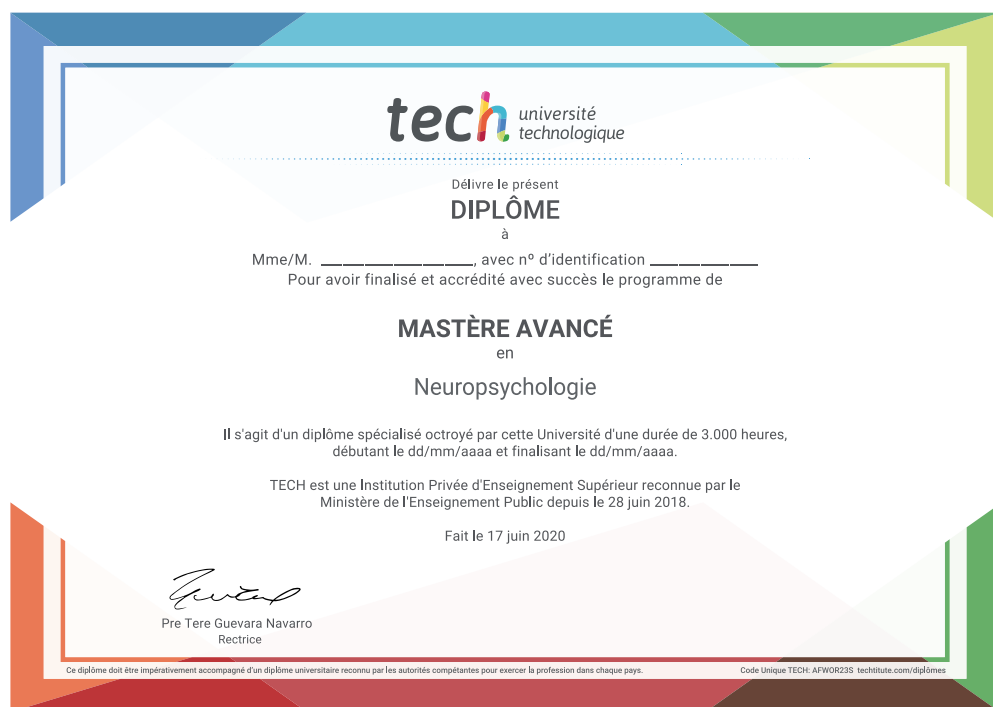 tech université
technologique
Délivre le présent
DIPLÔME
à
Mme/M. ________________, avec nº d'identification ____________
Pour avoir finalisé et accrédité avec succès le programme de
MASTÈRE AVANCÉ
en
Neuropsychologie
Il s'agit d'un diplôme spécialisé octroyé par cette Université d'une durée de 3.000 heures,
débutant le dd/mm/aaaa et finalisant le dd/mm/aaaa.
TECH est une Institution Privée d'Enseignement Supérieur reconnue par le
Ministère de l'Enseignement Public depuis le 28 juin 2018.
Fait le 17 juin 2020
Pre Tere Guevara Navarro
Rectrice
Ce diplôme doit être impérativement accompagné d'un diplôme universitaire reconnu par les autorités compétentes pour exercer la profession dans chaque pays.
Code Unique TECH: AFWOR23S techtitute.com/diplômes